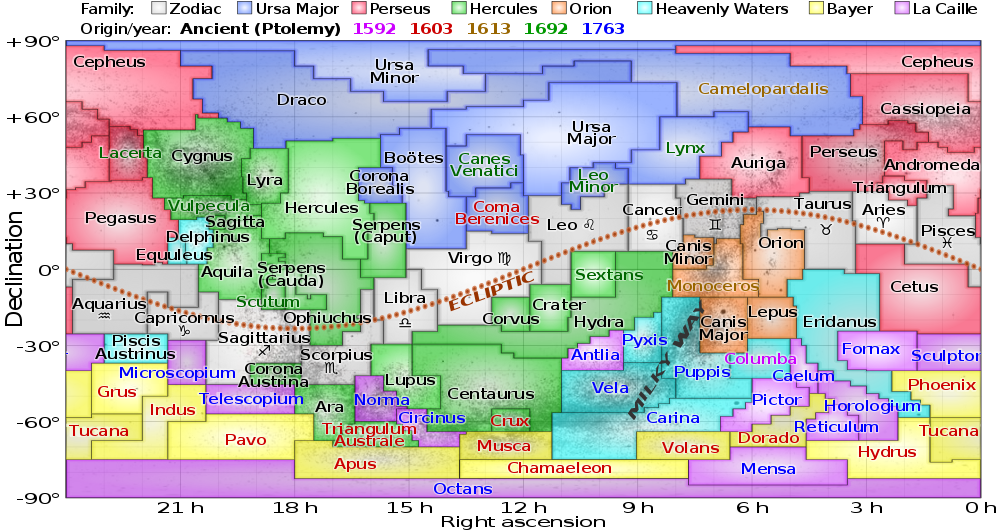 Family: Zodiac Ursa Major Perseus Hercules Orion Heavenly Waters Bayer La Caille
Origin/year: Ancient (Ptolemy) 1592 1603 1613 1692 1763
+90°
Cepheus
Ursa
Minor
Cepheus
Draco
Camelopardalis
+60°
Cassiopeia
Ursa
Major
Lacerta
Cygnus
Boötes
Canes
Venatici
Lynx
Auriga
Perseus
Andromeda
Lyra
Corona
Borealis
Leo
Minor
Triangulum
+30°
Pegasus
Vulpecula
Sagitta
Delphinus
Equuleus
Hercules
Serpens
(Caput)
Coma
Berenices
Leo ♌
Cancer
♋
Gemini
♊
Taurus
♉
Aries
♈
Pisces
♓
Virgo ♍
Canis
Minor
Orion
0°
Aquila
Serpens
(Cauda)
ECLIPTIC
Sextans
Monoceros
Cetus
Aquarius
♒
Capricornus
♑
Scutum
Ophiuchus
Libra
♎
Corvus
Crater
Hydra
Canis
Major
Lepus
Eridanus
MILKY WAY
-30°
Piscis
Austrinus
Sagittarius
♐
Scorpius
♏
Antlia
Pyxis
Columba
Fornax
Sculptor
Microscopium
Corona
Austrina
Lupus
Centaurus
Vela
Puppis
Caelum
Phoenix
Grus
Telescopium
Norma
Pictor
Horologium
Indus
Ara
Circinus
Crux
Carina
-60°
Tucana
Pavo
Triangulum
Australe
Musca
Volans
Dorado
Reticulum
Hydrus
Tucana
Apus
Chamaeleon
Mensa
Octans
-90°
21 h 18 h 15 h 12 h 9 h 6 h 3 h 0 h
Right ascension
Declination